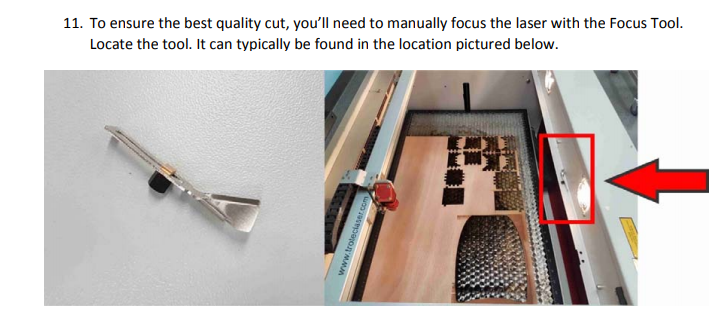 11. To ensure the best quality cut, you’ll need to manually focus the laser with the Focus Tool.
Locate the tool. It can typically be found in the location pictured below.
www.troteclaser.com